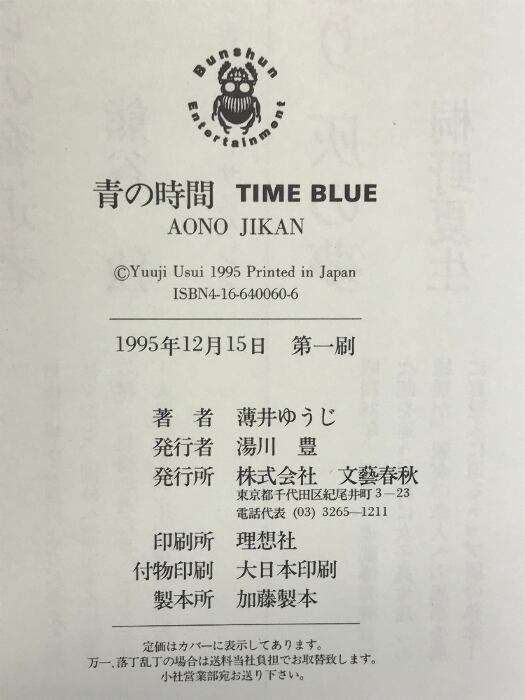 Bunshun
Entertainment
青の時間 TIME BLUE
AONO JIKAN
©Yuuji Usui 1995 Printed in Japan
ISBN4-16-640060-6
1995年12月15日 第一刷
著者 薄井ゆうじ
発行者 湯川 豊
発行所 株式会社 文藝春秋
東京都千代田区紀尾井町3—23
電話代表 (03) 3265—1211
印刷所 理想社
付物印刷 大日本印刷
製本所 加藤製本
定価はカバーに表示してあります。
万一、落丁乱丁の場合は送料当社負担でお取替致します。
小社営業部宛お送り下さい。